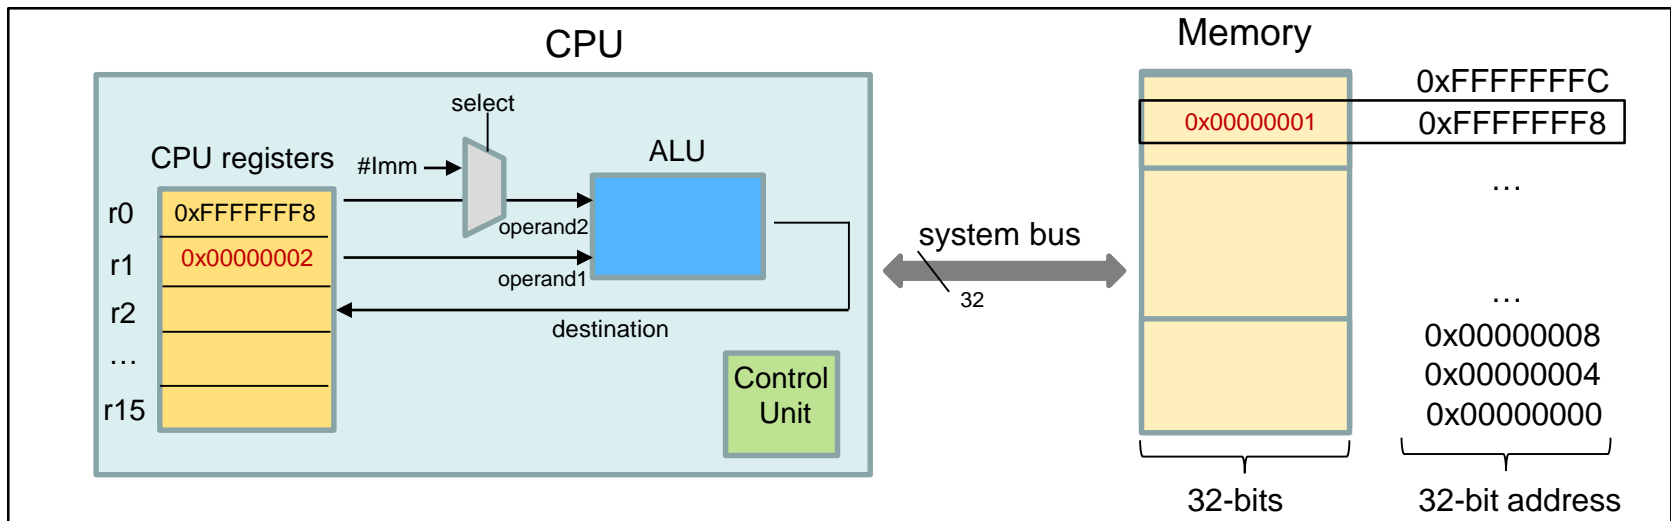 CPU
Memory
select
CPU registers
#Imm
ALU
r0
0xFFFFFFF8
operand2
r1
0x00000002
operand1
r2
destination
...
r15
Control
Unit
system bus
32
0xFFFFFFFC
0x00000001
0xFFFFFFF8
...
...
0x00000008
0x00000004
0x00000000
32-bits
32-bit address